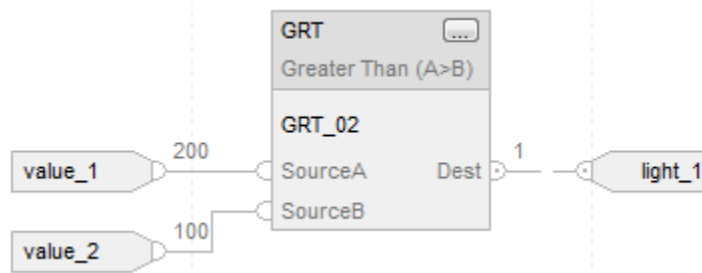 GRT ...
Greater Than (A>B)
GRT_02
200
value_1
SourceA
Dest
1
light_1
SourceB
100
value_2